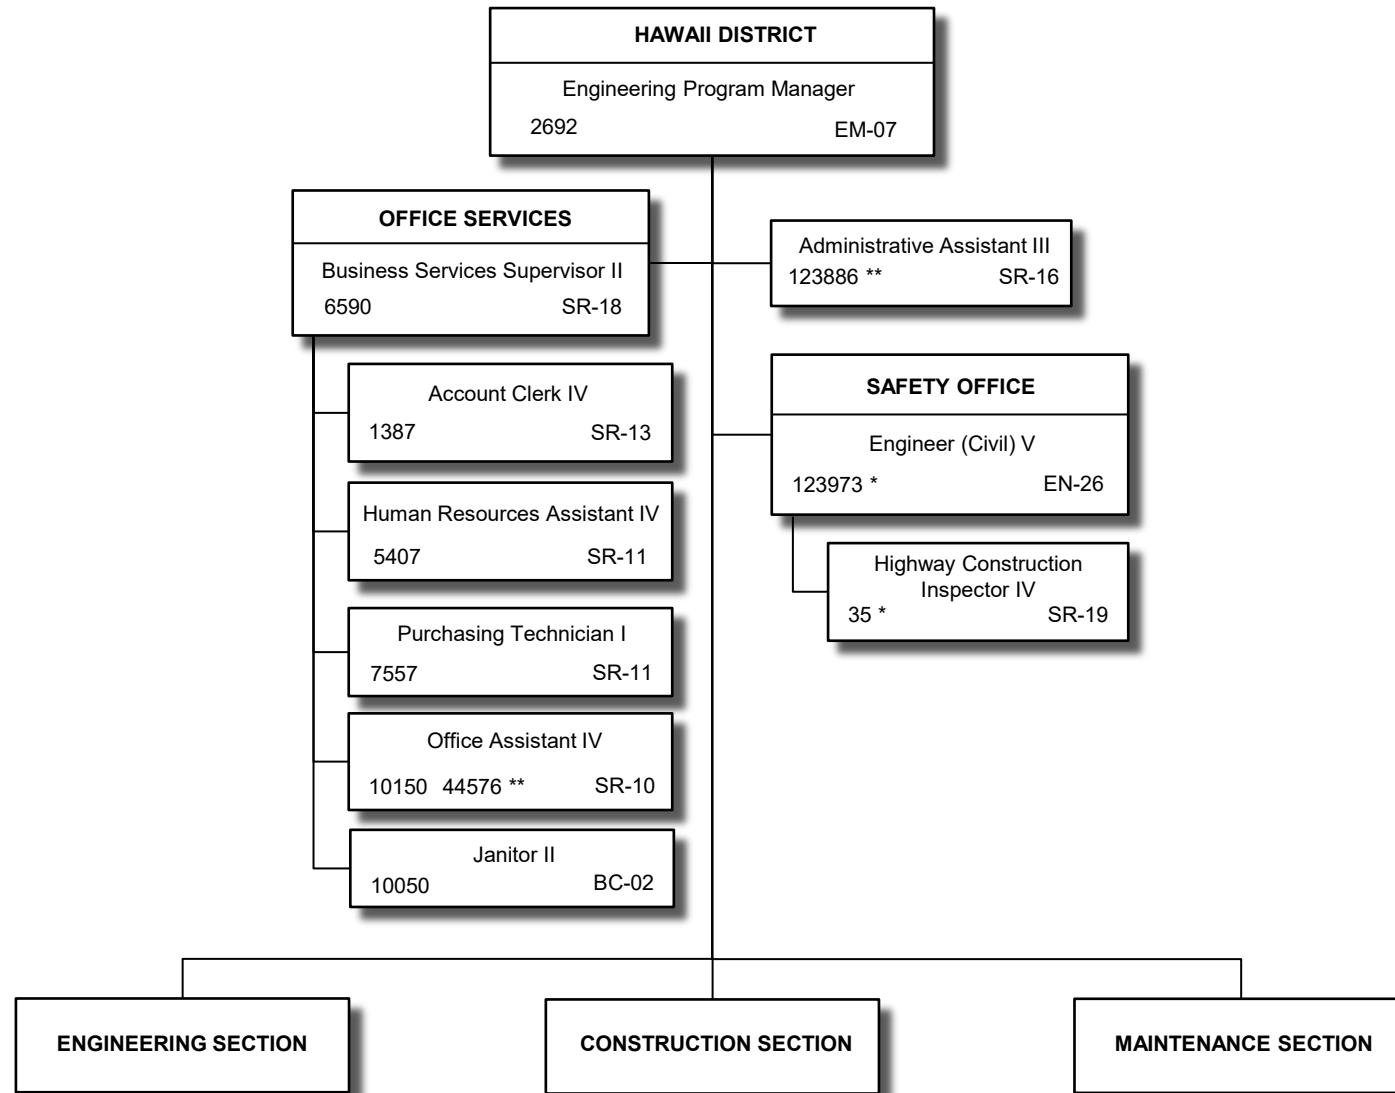 HAWAII DISTRICT
Engineering Program Manager
2692 EM-07
OFFICE SERVICES
Business Services Supervisor II
6590 SR-18
Administrative Assistant III
123886 ** SR-16
Account Clerk IV
1387 SR-13
Human Resources Assistant IV
5407 SR-11
Purchasing Technician I
7557 SR-11
Office Assistant IV
10150 44576 ** SR-10
Janitor II
10050 BC-02
SAFETY OFFICE
Engineer (Civil) V
123973 * EN-26
Highway Construction
Inspector IV
35 * SR-19
ENGINEERING SECTION
CONSTRUCTION SECTION
MAINTENANCE SECTION